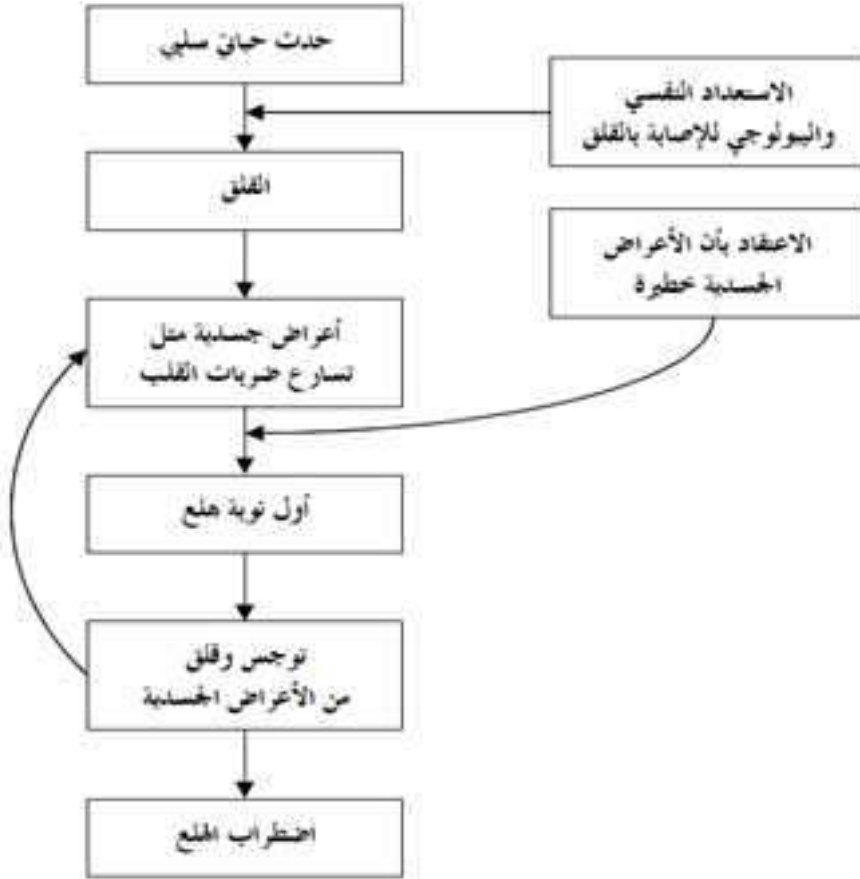 حدث حياتي سلبي
الاستعداد النفسي
والبيولوجي للإصابة بالقلق
القلق
الاعتقاد بأن الأعراض
الجسدية خطيرة
أعراض جسدية مثل
تسارع ضربات القلب
أول نوبة هلع
توجس وقلق
من الأعراض الجسدية
اضطراب الهلع